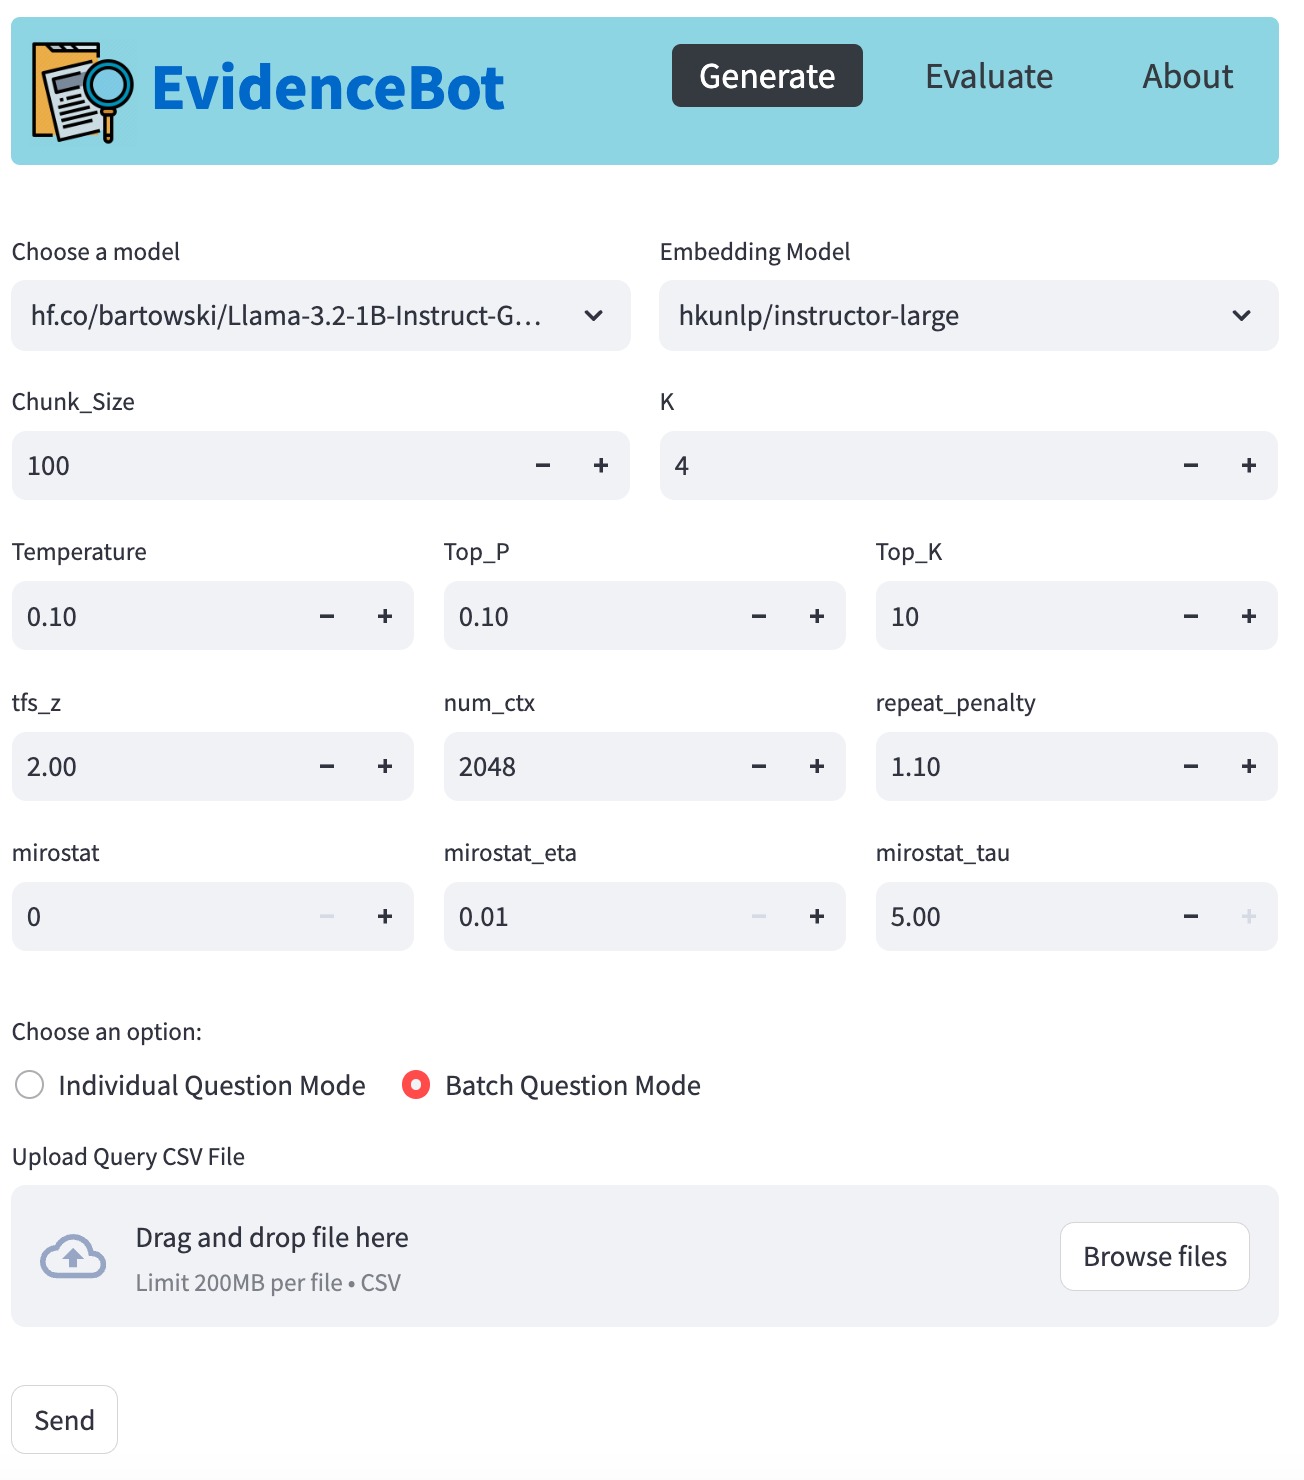 EvidenceBot
Generate Evaluate About
Choose a model
hf.co/bartowski/Llama-3.2-1B-Instruct-G...
Embedding Model
hkunlp/instructor-large
Chunk_Size
100
K
4
Temperature
0.10
Top_P
0.10
Top_K
10
tfs_z
2.00
num_ctx
2048
repeat_penalty
1.10
mirostat
0
mirostat_eta
0.01
mirostat_tau
5.00
Choose an option:
Individual Question Mode Batch Question Mode
Upload Query CSV File
Drag and drop file here
Limit 200MB per file • CSV
Browse files
Send